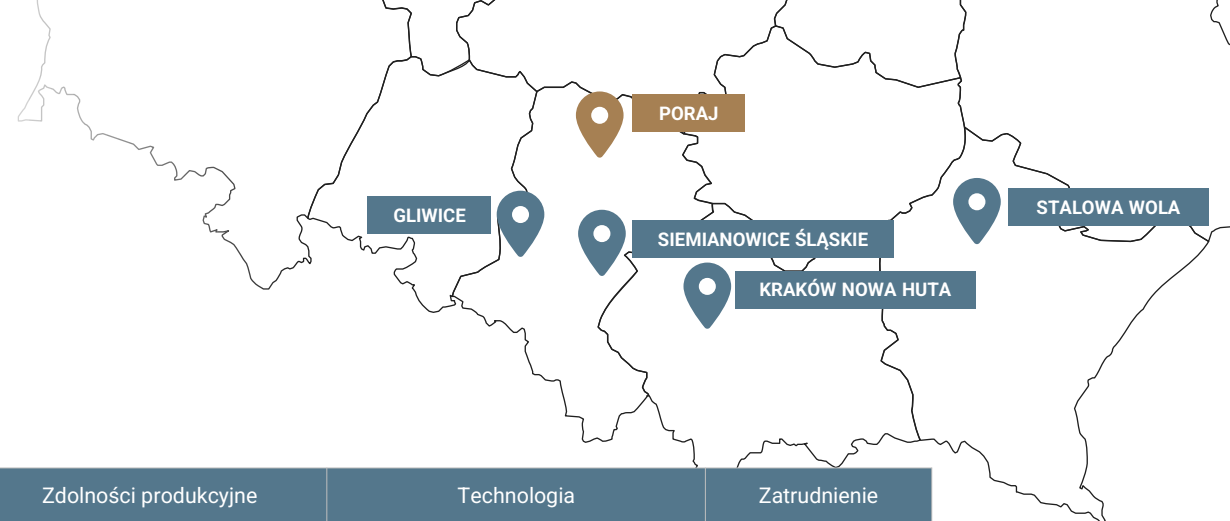 PORAJ
GLIWICE
STALOWA WOLA
SIEMIANOWICE ŚLĄSKIE
KRAKÓW NOWA HUTA
Zdolności produkcyjne
Technologia
Zatrudnienie